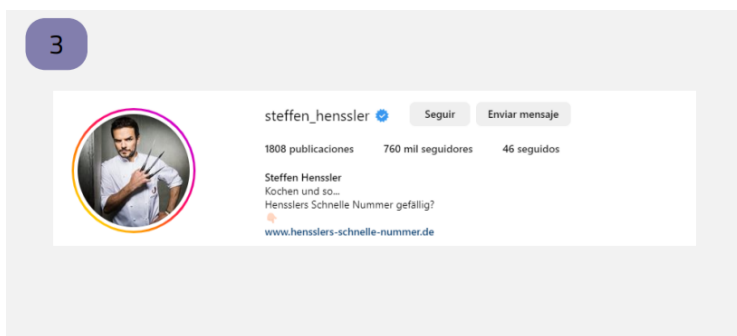 3
steffen_henssler Seguir Enviar mensaje
1808 publicaciones 760 mil seguidores 46 seguidos
Steffen Henssler
Kochen und so...
Hensslers Schnelle Nummer gefällig?
👇🏻
www.hensslers-schnelle-nummer.de